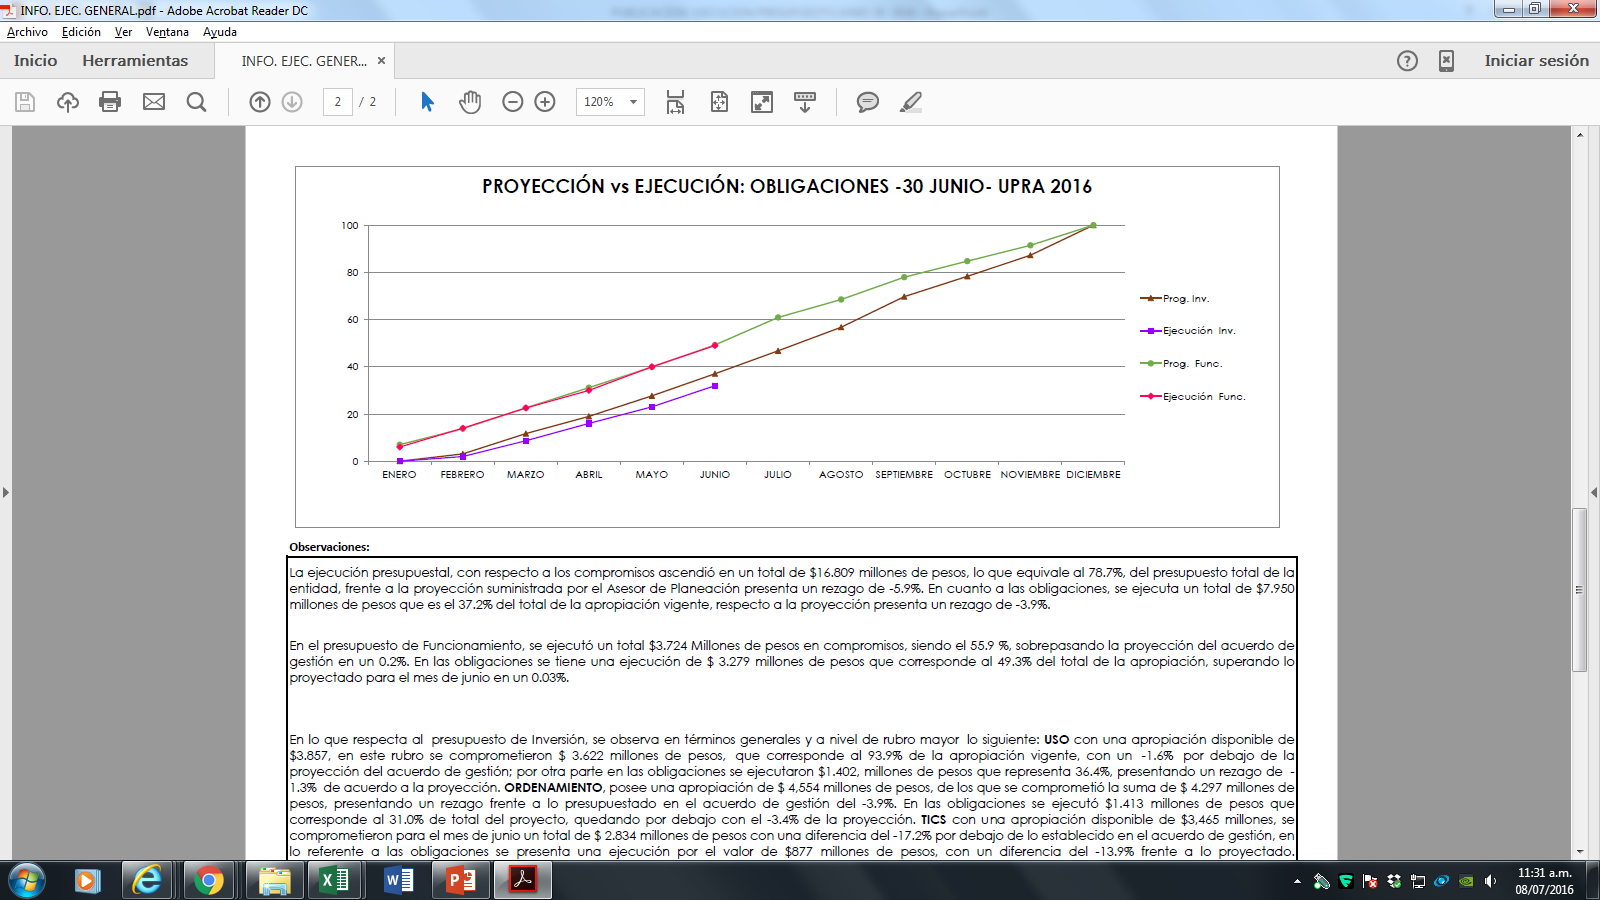 INFO. EJEC. GENERAL.pdf - Adobe Acrobat Reader DC
Archivo Edición Ver Ventana Ayuda
Inicio Herramientas INFO. EJEC. GENER... × Iniciar sesión
2 / 2 120%
PROYECCIÓN vs EJECUCIÓN: OBLIGACIONES -30 JUNIO- UPRA 2016
100
80
60
40
20
0
ENERO FEBRERO MARZO ABRIL MAYO JUNIO JULIO AGOSTO SEPTIEMBRE OCTUBRE NOVIEMBRE DICIEMBRE
Prog. Inv.
Ejecución Inv.
Prog. Func.
Ejecución Func.
Observaciones:
La ejecución presupuestal, con respecto a los compromisos ascendió en un total de $16.809 millones de pesos, lo que equivale al 78.7%, del presupuesto total de la
entidad, frente a la proyección suministrada por el Asesor de Planeación presenta un rezago de -5.9%. En cuanto a las obligaciones, se ejecuta un total de $7.950
millones de pesos que es el 37.2% del total de la apropiación vigente, respecto a la proyección presenta un rezago de -3.9%.
En el presupuesto de Funcionamiento, se ejecutó un total $3.724 Millones de pesos en compromisos, siendo el 55.9 %, sobrepasando la proyección del acuerdo de
gestión en un 0.2%. En las obligaciones se tiene una ejecución de $ 3.279 millones de pesos que corresponde al 49.3% del total de la apropiación, superando lo
proyectado para el mes de junio en un 0.03%.
En lo que respecta al presupuesto de Inversión, se observa en términos generales y a nivel de rubro mayor lo siguiente: USO con una apropiación disponible de
$3.857, en este rubro se comprometieron $ 3.622 millones de pesos, que corresponde al 93.9% de la apropiación vigente, con un -1.6% por debajo de la
proyección del acuerdo de gestión; por otra parte en las obligaciones se ejecutaron $1.402, millones de pesos que representa 36.4%, presentando un rezago de -
1.3% de acuerdo a la proyección. ORDENAMIENTO, posee una apropiación de $ 4,554 millones de pesos, de los que se comprometió la suma de $ 4.297 millones de
pesos, presentando un rezago frente a lo presupuestado en el acuerdo de gestión del -3.9%. En las obligaciones se ejecutó $1.413 millones de pesos que
corresponde al 31.0% de total del proyecto, quedando por debajo con el -3.4% de la proyección. TICS con una apropiación disponible de $3,465 millones, se
comprometieron para el mes de junio un total de $ 2.834 millones de pesos con una diferencia del -17.2% por debajo de lo establecido en el acuerdo de gestión, en
lo referente a las obligaciones se presenta una ejecución por el valor de $877 millones de pesos, con un diferencia del -13.9% frente a lo proyectado.
11:31 a.m.
08/07/2016